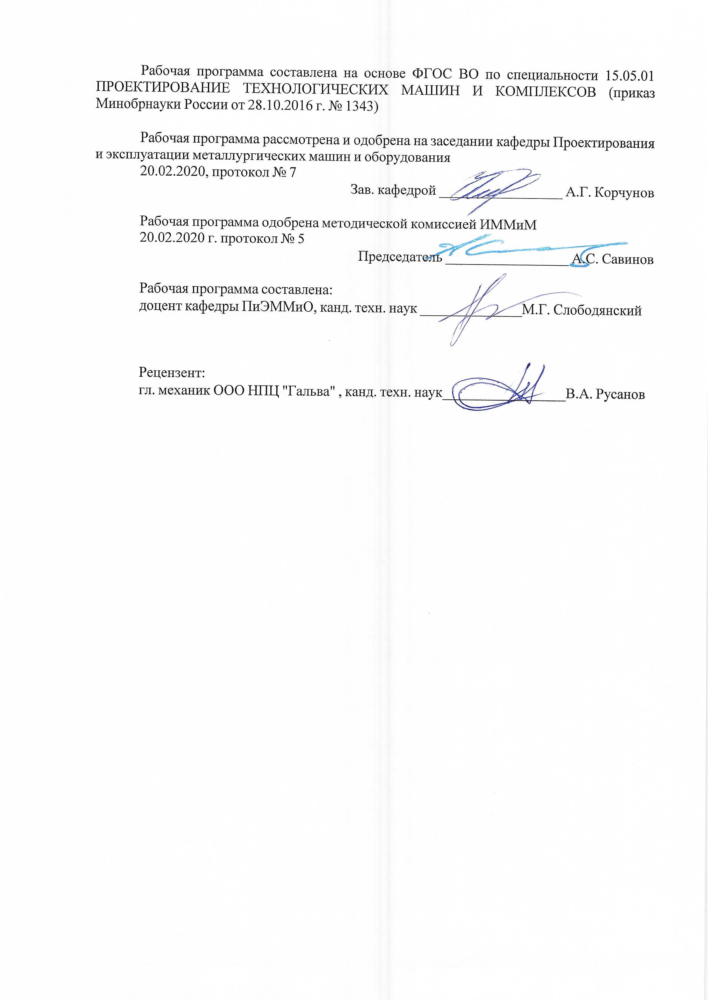 Рабочая программа составлена на основе ФГОС ВО по специальности 15.05.01
ПРОЕКТИРОВАНИЕ ТЕХНОЛОГИЧЕСКИХ МАШИН И КОМПЛЕКСОВ (приказ
Минобрнауки России от 28.10.2016 г. № 1343)
Рабочая программа рассмотрена и одобрена на заседании кафедры Проектирования
и эксплуатации металлургических машин и оборудования
20.02.2020, протокол № 7
Зав. кафедрой _________________ А.Г. Корчунов
Рабочая программа одобрена методической комиссией ИММиМ
20.02.2020 г. протокол № 5
Председатель _________________ А.С. Савинов
Рабочая программа составлена:
доцент кафедры ПиЭММиО, канд. техн. наук ______________М.Г. Слободянский
Рецензент:
гл. механик ООО НПЦ "Гальва" , канд. техн. наук_________________В.А. Русанов